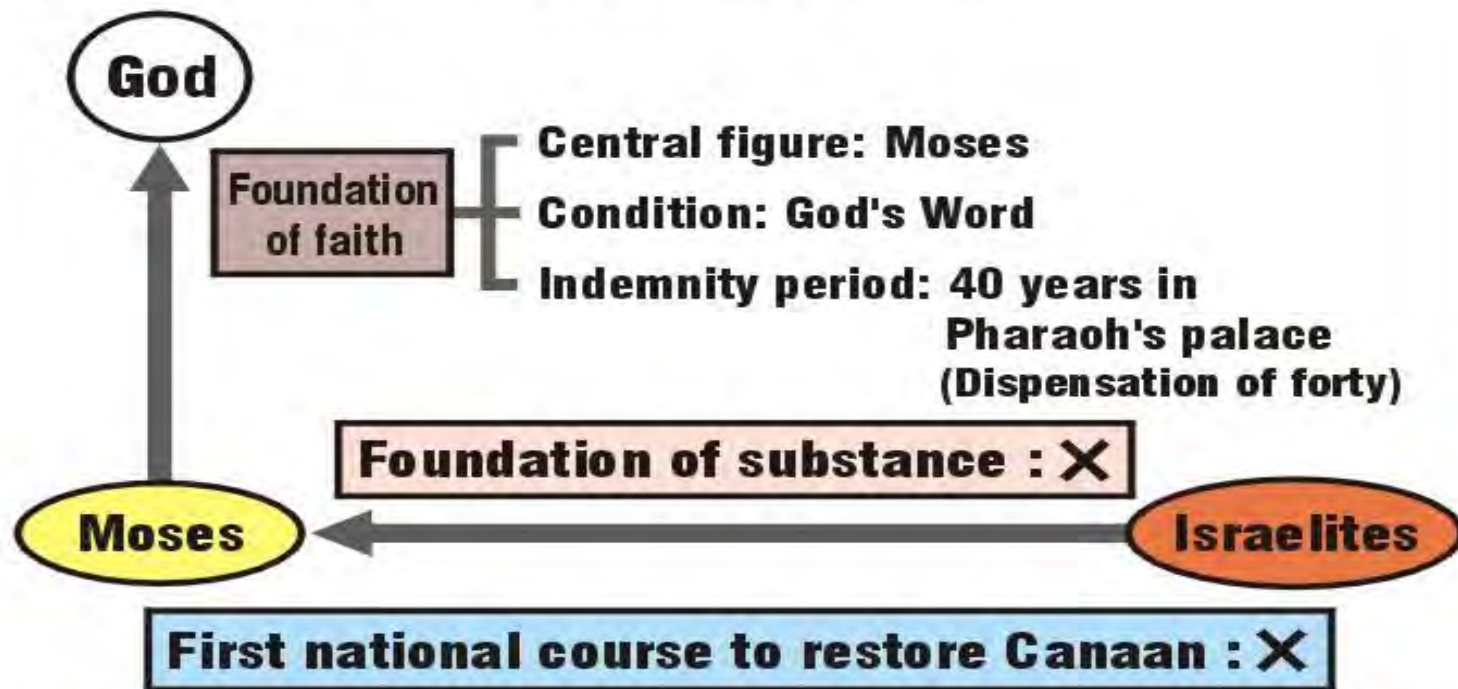 God
Foundation
of faith
Central figure: Moses
Condition: God's Word
Indemnity period: 40 years in
Pharaoh's palace
(Dispensation of forty)
Foundation of substance : ✕
Moses
Israelites
First national course to restore Canaan : ✕